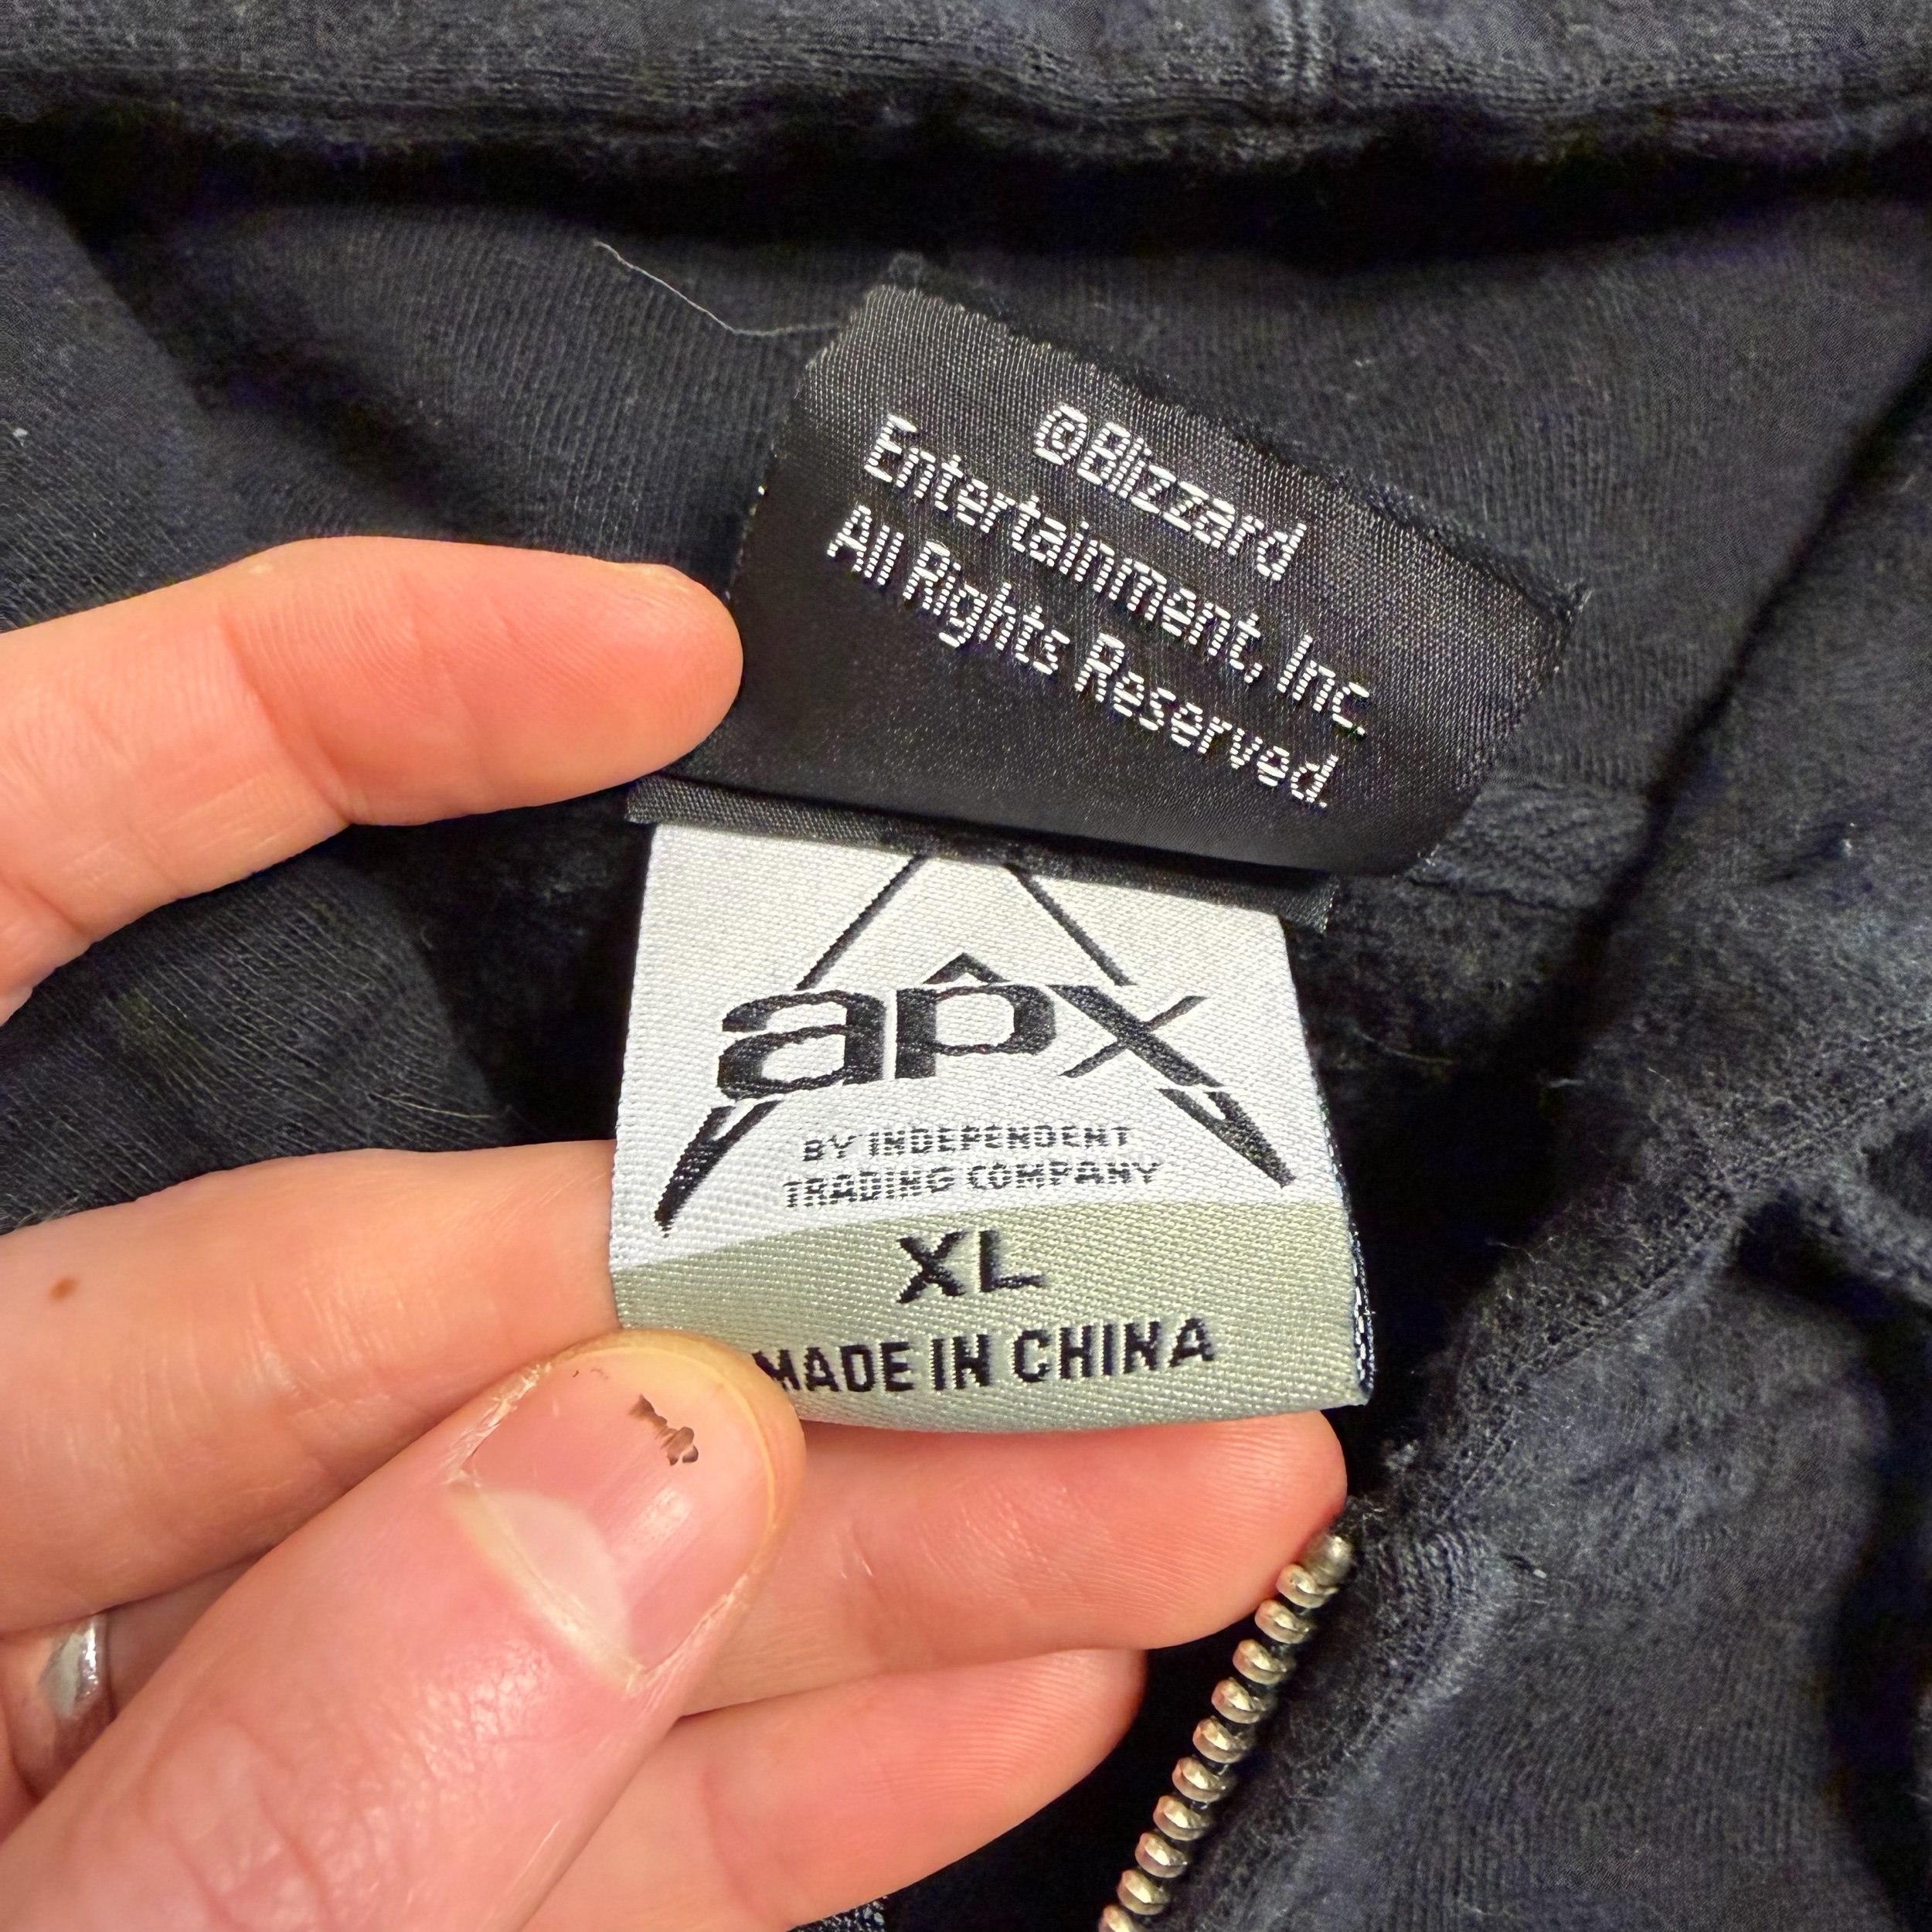 ©Blizzard
Entertainment, Inc.
All Rights Reserved.
apx
BY INDEPENDENT
TRADING COMPANY
XL
MADE IN CHINA